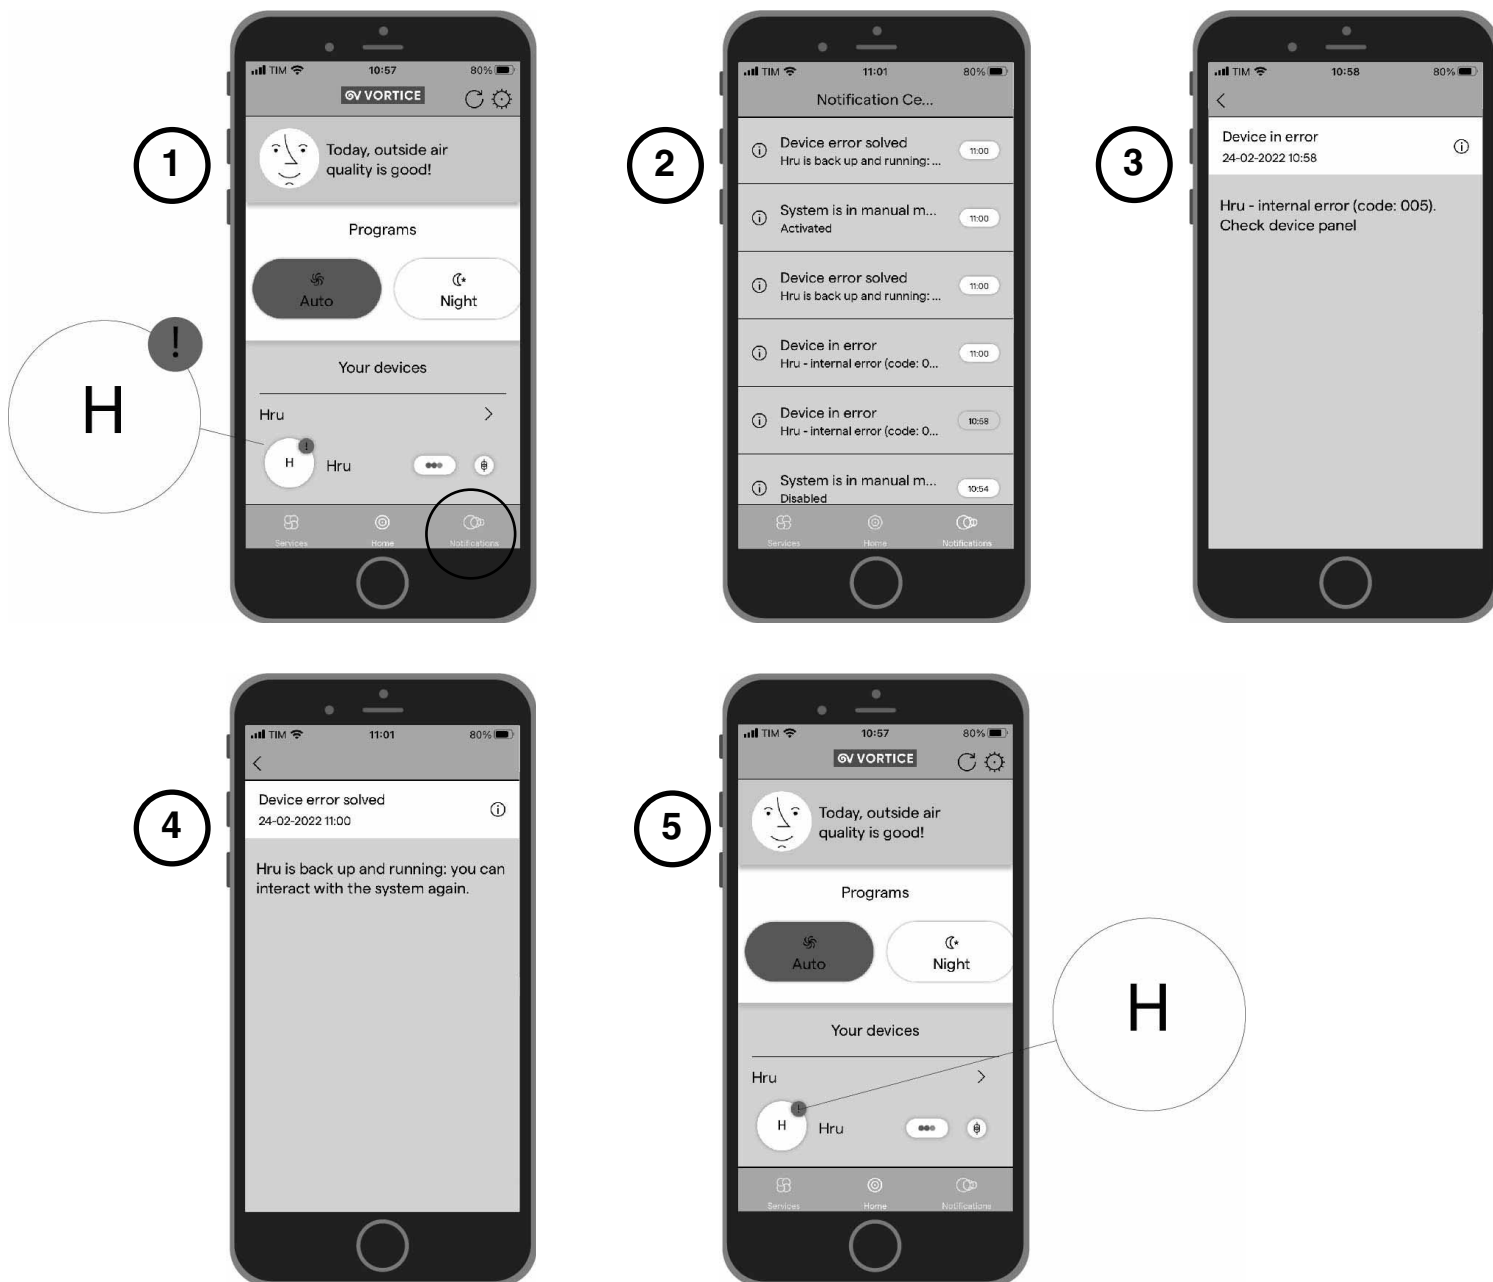 1
TIM 10:57 80%
VORTICE
Today, outside air
quality is good!
Programs
Auto Night
Your devices
Hru
H ! Hru
Services Home Notifications
!
H
2
TIM 11:01 80%
Notification Ce...
Device error solved
Hru is back up and running: ...
11:00
System is in manual m...
Activated
11:00
Device error solved
Hru is back up and running: ...
11:00
Device in error
Hru - internal error (code: 0...
11:00
Device in error
Hru - internal error (code: 0...
10:58
System is in manual m...
Disabled
10:54
Services Home Notifications
3
TIM 10:58 80%
Device in error
24-02-2022 10:58
Hru - internal error (code: 005).
Check device panel
4
TIM 11:01 80%
Device error solved
24-02-2022 11:00
Hru is back up and running: you can
interact with the system again.
5
TIM 10:57 80%
VORTICE
Today, outside air
quality is good!
Programs
Auto Night
Your devices
Hru
H ! Hru
Services Home Notifications
H